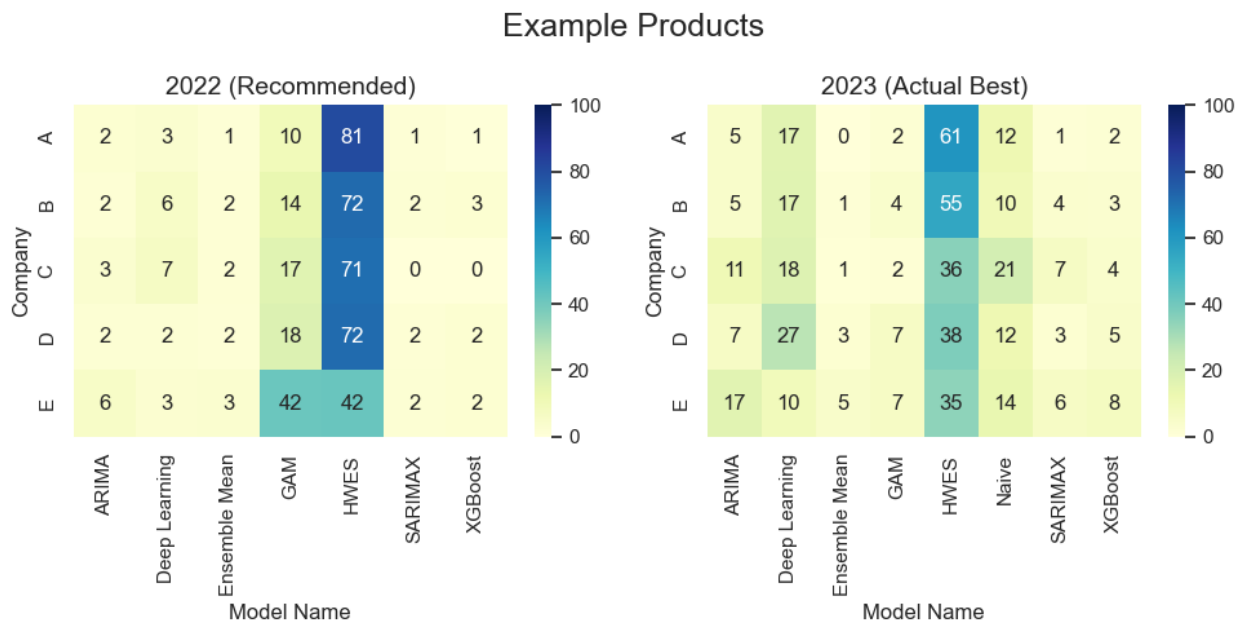 Example Products
2022 (Recommended)
Company
A 2 3 1 10 81 1 1
B 2 6 2 14 72 2 3
C 3 7 2 17 71 0 0
D 2 2 2 18 72 2 2
E 6 3 3 42 42 2 2
ARIMA
Deep Learning
Ensemble Mean
GAM
HWES
SARIMAX
XGBoost
Model Name
100
80
60
40
20
0
2023 (Actual Best)
Company
A 5 17 0 2 61 12 1 2
B 5 17 1 4 55 10 4 3
C 11 18 1 2 36 21 7 4
D 7 27 3 7 38 12 3 5
E 17 10 5 7 35 14 6 8
ARIMA
Deep Learning
Ensemble Mean
GAM
HWES
Naive
SARIMAX
XGBoost
Model Name
100
80
60
40
20
0